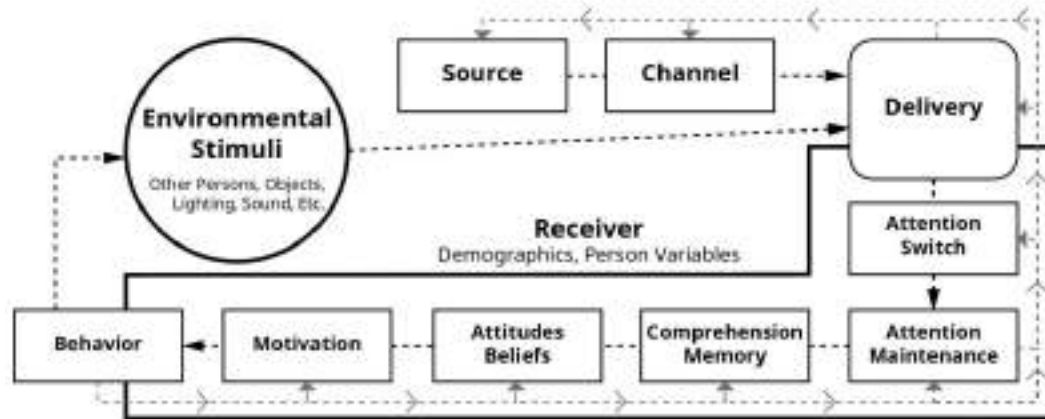 Source
Channel
Delivery
Environmental
Stimuli
Other Persons, Objects,
Lighting, Sound, Etc.
Receiver
Demographics, Person Variables
Attention
Switch
Behavior
Motivation
Attitudes
Beliefs
Comprehension
Memory
Attention
Maintenance